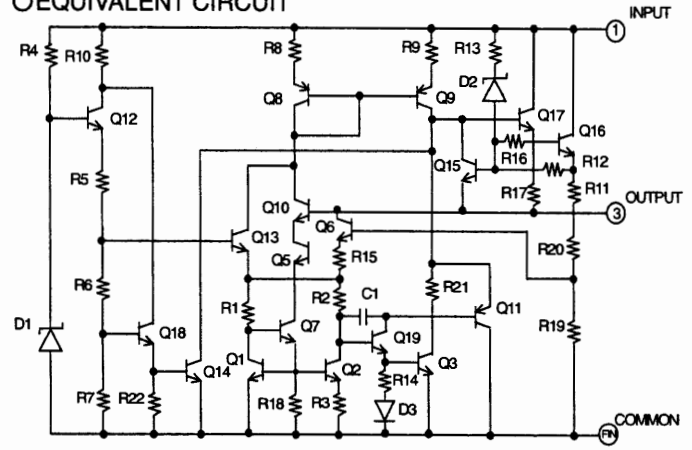 EQUIVALENT CIRCUIT
INPUT
1
R4
R10
R8
R9
R13
D2
Q8
Q9
Q17
Q12
Q16
R16
R12
Q15
R5
R17
R11
OUTPUT
3
Q10
Q6
Q13
Q5
R15
R20
R6
R1
R2
C1
R21
Q11
R19
D1
Q18
Q7
Q19
Q1
Q2
Q3
Q14
R14
R7
R22
R18
R3
D3
COMMON
FIN